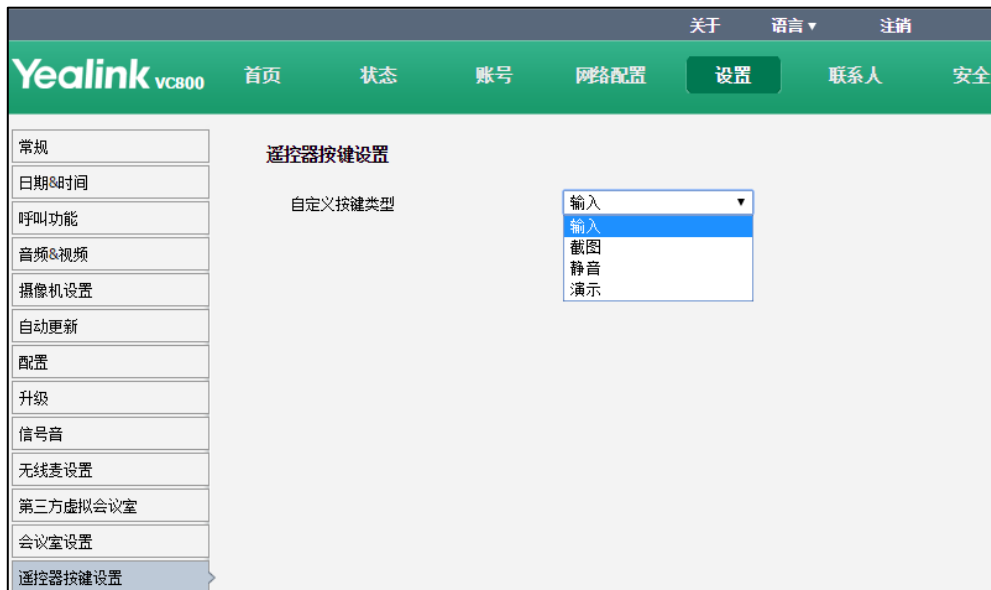 关于 语言▼ 注销
Yealink VC800 首页 状态 账号 网络配置 设置 联系人 安全
常规
遥控器按键设置
日期&时间
自定义按键类型 输入 ▼
呼叫功能
输入
截图
音频&视频
静音
摄像机设置
演示
自动更新
配置
升级
信号音
无线麦设置
第三方虚拟会议室
会议室设置
遥控器按键设置